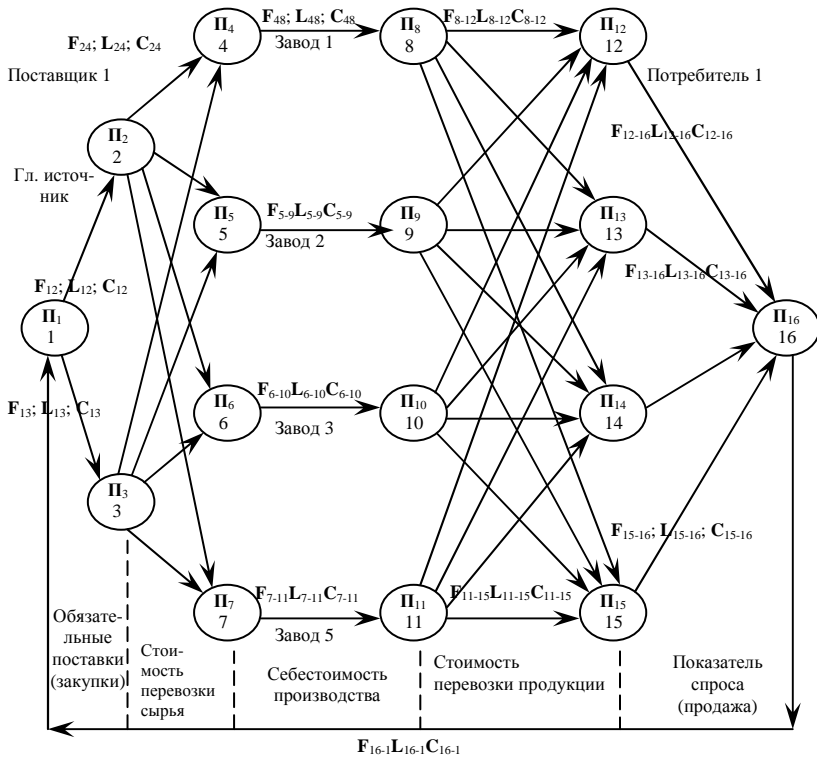 П₄
4
F₂₄; L₂₄; C₂₄
F₄₈; L₄₈; C₄₈
Завод 1
П₈
8
F₈₋₁₂L₈₋₁₂C₈₋₁₂
П₁₂
12
Поставщик 1
Потребитель 1
П₂
2
F₁₂₋₁₆L₁₂₋₁₆C₁₂₋₁₆
Гл. источ-
ник
П₅
5
F₅₋₉L₅₋₉C₅₋₉
Завод 2
П₉
9
П₁₃
13
F₁₃₋₁₆L₁₃₋₁₆C₁₃₋₁₆
F₁₂; L₁₂; C₁₂
П₁
1
П₁₆
16
F₁₃; L₁₃; C₁₃
П₆
6
F₆₋₁₀L₆₋₁₀C₆₋₁₀
Завод 3
П₁₀
10
П₁₄
14
П₃
3
F₁₅₋₁₆; L₁₅₋₁₆; C₁₅₋₁₆
П₇
7
F₇₋₁₁L₇₋₁₁C₇₋₁₁
Завод 5
П₁₁
11
F₁₁₋₁₅L₁₁₋₁₅C₁₁₋₁₅
П₁₅
15
Обязате-
льные
поставки
(закупки)
Стои-
мость
перевозки
сырья
Себестоимость
производства
Стоимость
перевозки продукции
Показатель
спроса
(продажа)
F₁₆₋₁L₁₆₋₁C₁₆₋₁